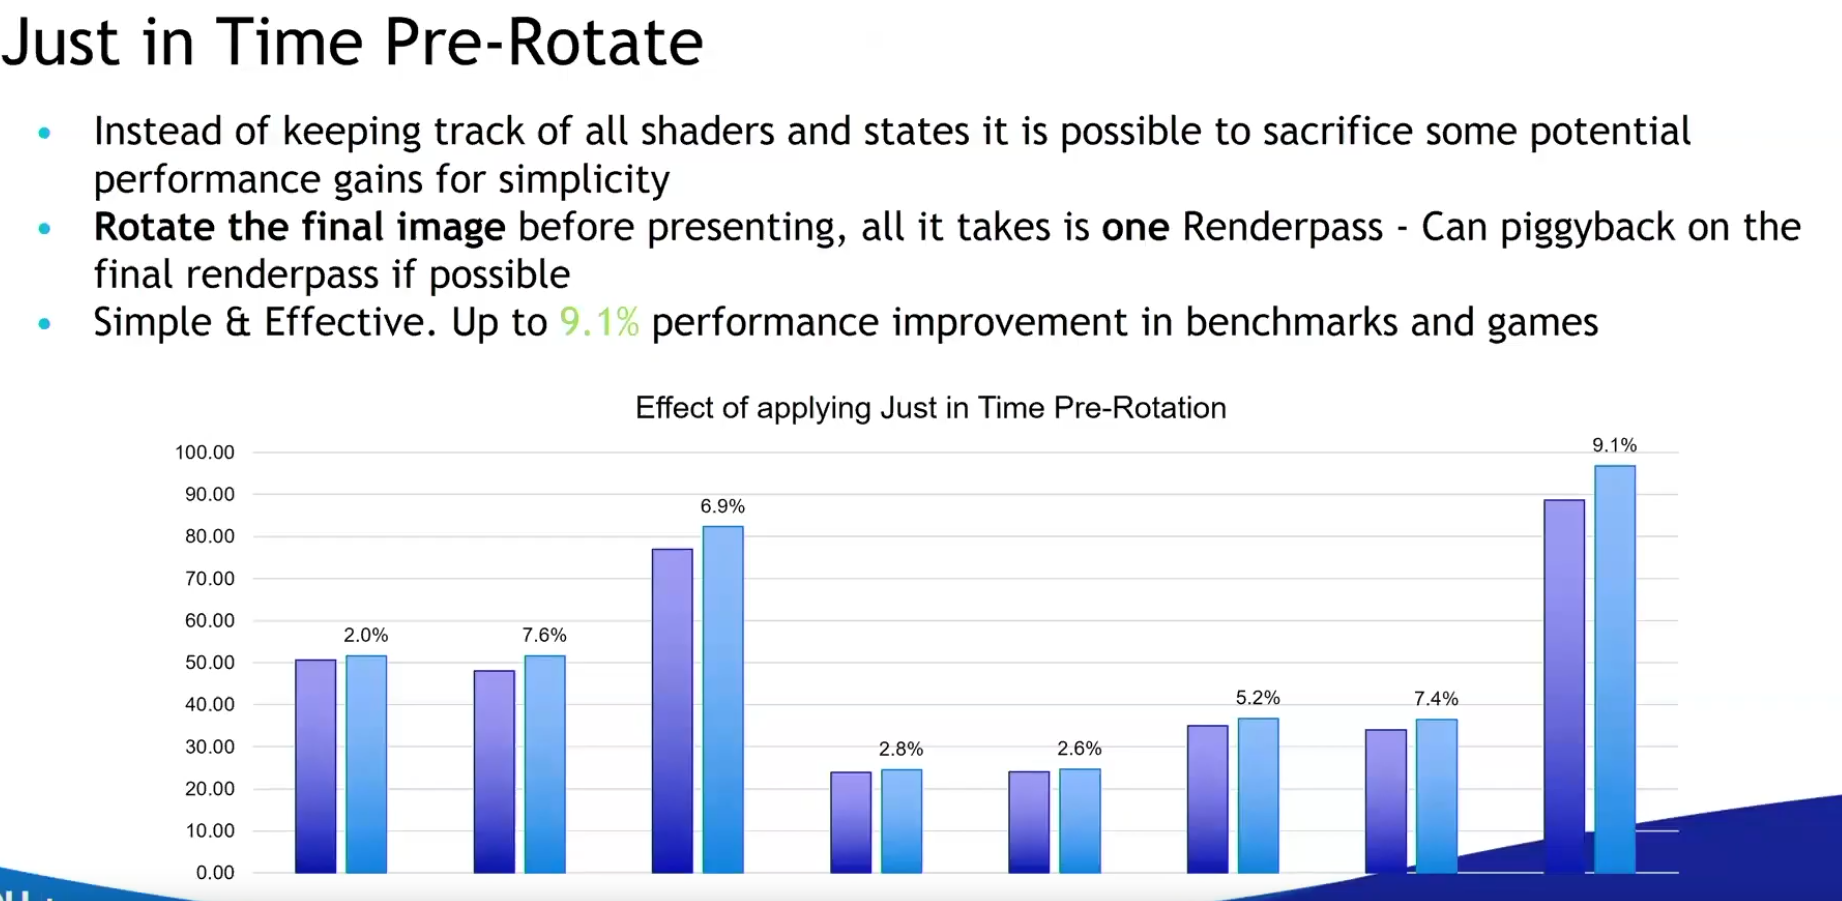 Just in Time Pre-Rotate
• Instead of keeping track of all shaders and states it is possible to sacrifice some potential
performance gains for simplicity
• Rotate the final image before presenting, all it takes is one Renderpass - Can piggyback on the
final renderpass if possible
• Simple & Effective. Up to 9.1% performance improvement in benchmarks and games
Effect of applying Just in Time Pre-Rotation
100.00
90.00
80.00
70.00
60.00
50.00
40.00
30.00
20.00
10.00
0.00
2.0%
7.6%
6.9%
2.8%
2.6%
5.2%
7.4%
9.1%